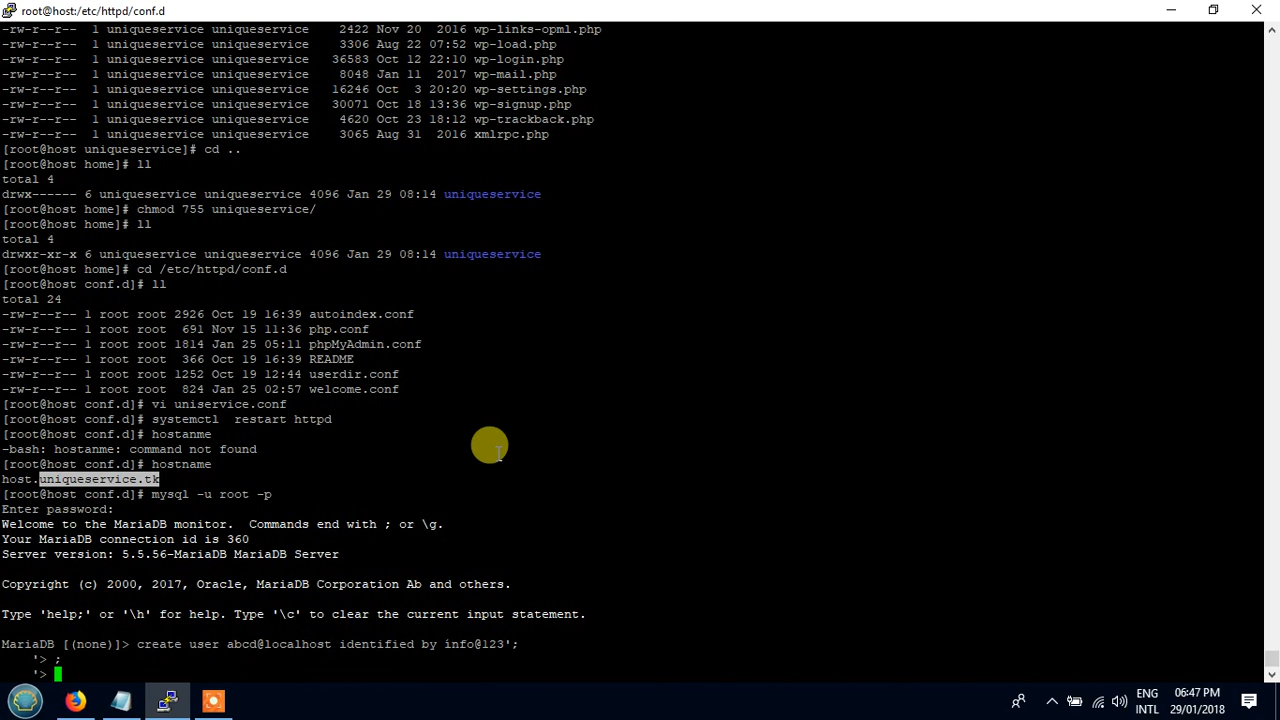 root@host:/etc/httpd/conf.d
-rw-r--r-- 1 uniqueservice uniqueservice 2422 Nov 20 2016 wp-links-opml.php
-rw-r--r-- 1 uniqueservice uniqueservice 3306 Aug 22 07:52 wp-load.php
-rw-r--r-- 1 uniqueservice uniqueservice 36583 Oct 12 22:10 wp-login.php
-rw-r--r-- 1 uniqueservice uniqueservice 8048 Jan 11 2017 wp-mail.php
-rw-r--r-- 1 uniqueservice uniqueservice 16246 Oct 3 20:20 wp-settings.php
-rw-r--r-- 1 uniqueservice uniqueservice 30071 Oct 18 13:36 wp-signup.php
-rw-r--r-- 1 uniqueservice uniqueservice 4620 Oct 23 18:12 wp-trackback.php
-rw-r--r-- 1 uniqueservice uniqueservice 3065 Aug 31 2016 xmlrpc.php
[root@host uniqueservice]# cd ..
[root@host home]# ll
total 4
drwx------ 6 uniqueservice uniqueservice 4096 Jan 29 08:14 uniqueservice
[root@host home]# chmod 755 uniqueservice/
[root@host home]# ll
total 4
drwxr-xr-x 6 uniqueservice uniqueservice 4096 Jan 29 08:14 uniqueservice
[root@host home]# cd /etc/httpd/conf.d
[root@host conf.d]# ll
total 24
-rw-r--r-- 1 root root 2926 Oct 19 16:39 autoindex.conf
-rw-r--r-- 1 root root 691 Nov 15 11:36 php.conf
-rw-r--r-- 1 root root 1814 Jan 25 05:11 phpMyAdmin.conf
-rw-r--r-- 1 root root 366 Oct 19 16:39 README
-rw-r--r-- 1 root root 1252 Oct 19 12:44 userdir.conf
-rw-r--r-- 1 root root 824 Jan 25 02:57 welcome.conf
[root@host conf.d]# vi uniservice.conf
[root@host conf.d]# systemctl  restart httpd
[root@host conf.d]# hostanme
-bash: hostanme: command not found
[root@host conf.d]# hostname
host.uniqueservice.tk
[root@host conf.d]# mysql -u root -p
Enter password:
Welcome to the MariaDB monitor.  Commands end with ; or \g.
Your MariaDB connection id is 360
Server version: 5.5.56-MariaDB MariaDB Server
Copyright (c) 2000, 2017, Oracle, MariaDB Corporation Ab and others.
Type 'help;' or '\h' for help. Type '\c' to clear the current input statement.
MariaDB [(none)]> create user abcd@localhost identified by ínfo@123';
'> ;
'>
ENG 06:47 PM
INTL 29/01/2018